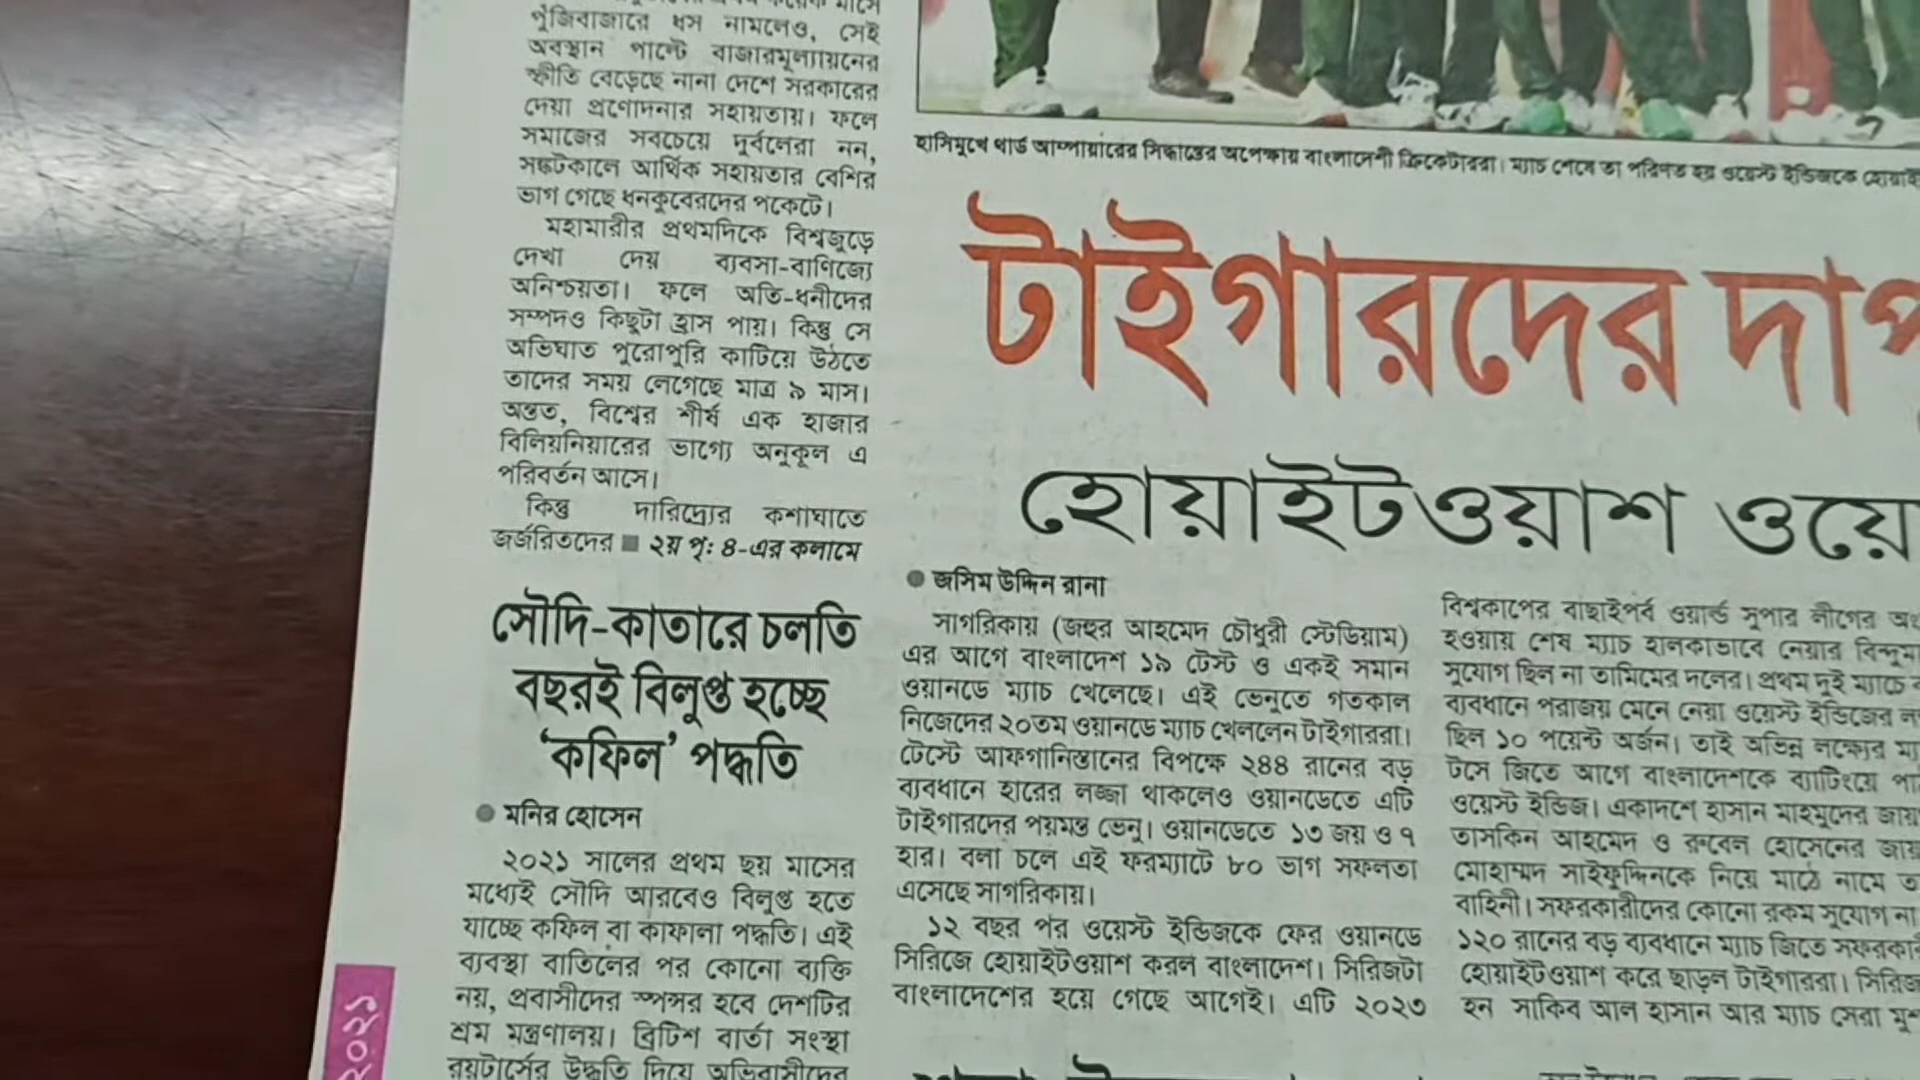 পুঁজিবাজারে ধস নামলেও, সেই
অবস্থান পাল্টে বাজারমূল্যায়নের
স্ফীতি বেড়েছে নানা দেশে সরকারের
দেয়া প্রণোদনার সহায়তায়। ফলে
সমাজের সবচেয়ে দুর্বলেরা নন,
সঙ্কটকালে আর্থিক সহায়তার বেশির
ভাগ গেছে ধনকুবেরদের পকেটে।
মহামারীর প্রথমদিকে বিশ্বজুড়ে
দেখা দেয় ব্যবসা-বাণিজ্যে
অনিশ্চয়তা। ফলে অতি-ধনীদের
সম্পদও কিছুটা হ্রাস পায়। কিন্তু সে
অভিঘাত পুরোপুরি কাটিয়ে উঠতে
তাদের সময় লেগেছে মাত্র ৯ মাস।
অন্তত, বিশ্বের শীর্ষ এক হাজার
বিলিয়নিয়ারের ভাগ্যে অনুকূল এ
পরিবর্তন আসে।
কিন্তু দারিদ্র্যের কশাঘাতে
জর্জরিতদের ■ ২য় পৃ: ৪-এর কলামে
সৌদি-কাতারে চলতি
বছরই বিলুপ্ত হচ্ছে
‘কফিল’ পদ্ধতি
● মনির হোসেন
২০২১ সালের প্রথম ছয় মাসের
মধ্যেই সৌদি আরবেও বিলুপ্ত হতে
যাচ্ছে কফিল বা কাফালা পদ্ধতি। এই
ব্যবস্থা বাতিলের পর কোনো ব্যক্তি
নয়, প্রবাসীদের স্পন্সর হবে দেশটির
শ্রম মন্ত্রণালয়। ব্রিটিশ বার্তা সংস্থা
রয়টার্সের উদ্ধৃতি দিয়ে অভিবাসীদের
২০২১
হাসিমুখে থার্ড আম্পায়ারের সিদ্ধান্তের অপেক্ষায় বাংলাদেশী ক্রিকেটাররা। ম্যাচ শেষে তা পরিণত হয় ওয়েস্ট ইন্ডিজকে
টাইগারদের
হোয়াইটওয়াশ
● জসিম উদ্দিন রানা
সাগরিকায় (জহুর আহমেদ চৌধুরী স্টেডিয়াম)
এর আগে বাংলাদেশ ১৯ টেস্ট ও একই সমান
ওয়ানডে ম্যাচ খেলেছে। এই ভেনুতে গতকাল
নিজেদের ২০তম ওয়ানডে ম্যাচ খেললেন টাইগাররা।
টেস্টে আফগানিস্তানের বিপক্ষে ২৪৪ রানের বড়
ব্যবধানে হারের লজ্জা থাকলেও ওয়ানডেতে এটি
টাইগারদের পয়মন্ত ভেনু। ওয়ানডেতে ১৩ জয় ও ৭
হার। বলা চলে এই ফরম্যাটে ৮০ ভাগ সফলতা
এসেছে সাগরিকায়।
১২ বছর পর ওয়েস্ট ইন্ডিজকে ফের ওয়ানডে
সিরিজে হোয়াইটওয়াশ করল বাংলাদেশ। সিরিজটা
বাংলাদেশের হয়ে গেছে আগেই। এটি ২০২৩
বিশ্বকাপের বাছাইপর্ব ওয়ার্ল্ড সুপার লীগের
হওয়ায় শেষ ম্যাচ হালকাভাবে নেয়ার
সুযোগ ছিল না তামিমের দলের। প্রথম দুই ম্যাচে
ব্যবধানে পরাজয় মেনে নেয়া ওয়েস্ট ইন্ডিজের
ছিল ১০ পয়েন্ট অর্জন। তাই অভিন্ন লক্ষ্যের
টসে জিতে আগে বাংলাদেশকে ব্যাটিংয়ে
ওয়েস্ট ইন্ডিজ। একাদশে হাসান মাহমুদের
তাসকিন আহমেদ ও রুবেল হোসেনের
মোহাম্মদ সাইফুদ্দিনকে নিয়ে মাঠে নামে
বাহিনী। সফরকারীদের কোনো রকম সুযোগ না
১২০ রানের বড় ব্যবধানে ম্যাচ জিতে
হোয়াইটওয়াশ করে ছাড়ল টাইগাররা।
হন সাকিব আল হাসান আর ম্যাচ সেরা